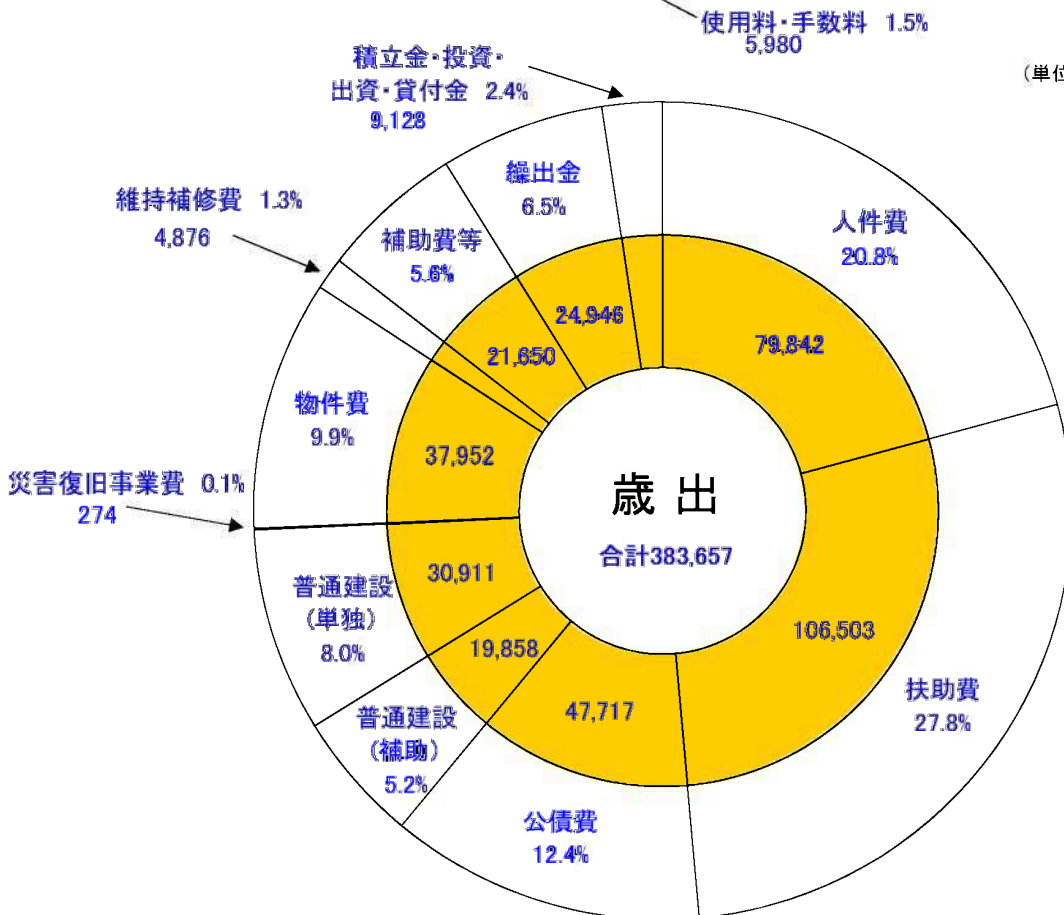 使用料・手数料 1.5%
5,980
(単位
積立金・投資・
出資・貸付金 2.4%
9,128
繰出金
6.5%
維持補修費 1.3%
4,876
補助費等
5.6%
人件費
20.8%
24,946
79,842
21,650
物件費
9.9%
37,952
災害復旧事業費 0.1%
274
歳出
合計383,657
30,911
普通建設
(単独)
8.0%
106,503
19,858
扶助費
27.8%
47,717
普通建設
(補助)
5.2%
公債費
12.4%